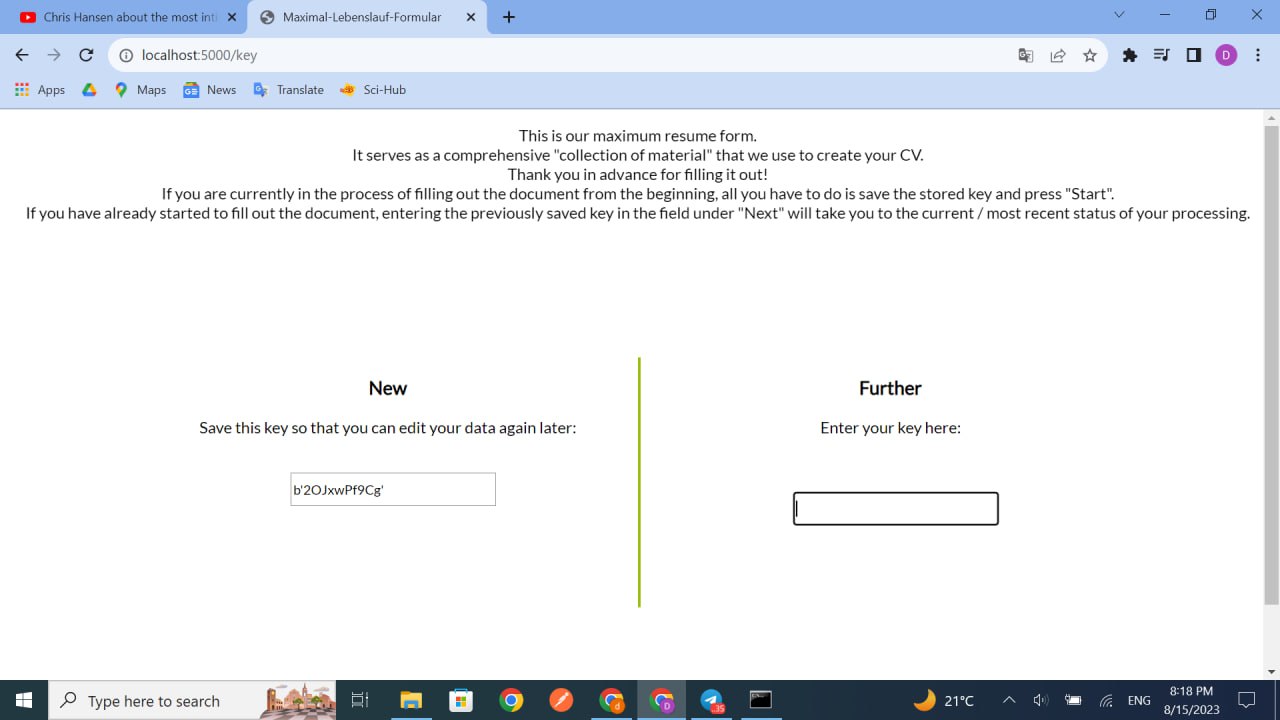 Chris Hansen about the most inti
Maximal-Lebenslauf-Formular
localhost:5000/key
D
Apps
Maps
News
Translate
Sci-Hub
This is our maximum resume form.
It serves as a comprehensive "collection of material" that we use to create your CV.
Thank you in advance for filling it out!
If you are currently in the process of filling out the document from the beginning, all you have to do is save the stored key and press "Start".
If you have already started to fill out the document, entering the previously saved key in the field under "Next" will take you to the current / most recent status of your processing.
New
Save this key so that you can edit your data again later:
b'2OJxwPf9Cg'
Further
Enter your key here:
Type here to search
21°C
ENG
8:18 PM
8/15/2023